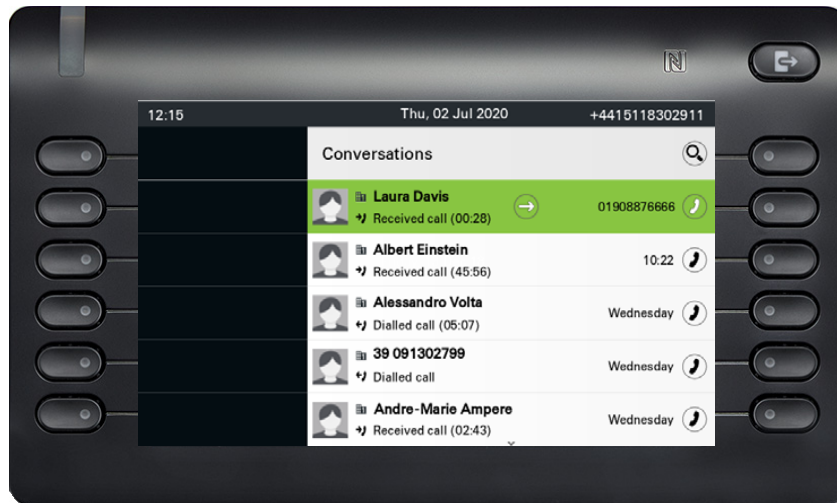 12:15 Thu, 02 Jul 2020 +4415118302911
Conversations
Laura Davis
Received call (00:28) 01908876666
Albert Einstein
Received call (45:56) 10:22
Alessandro Volta
Dialled call (05:07) Wednesday
39 091302799
Dialled call Wednesday
Andre-Marie Ampere
Received call (02:43) Wednesday